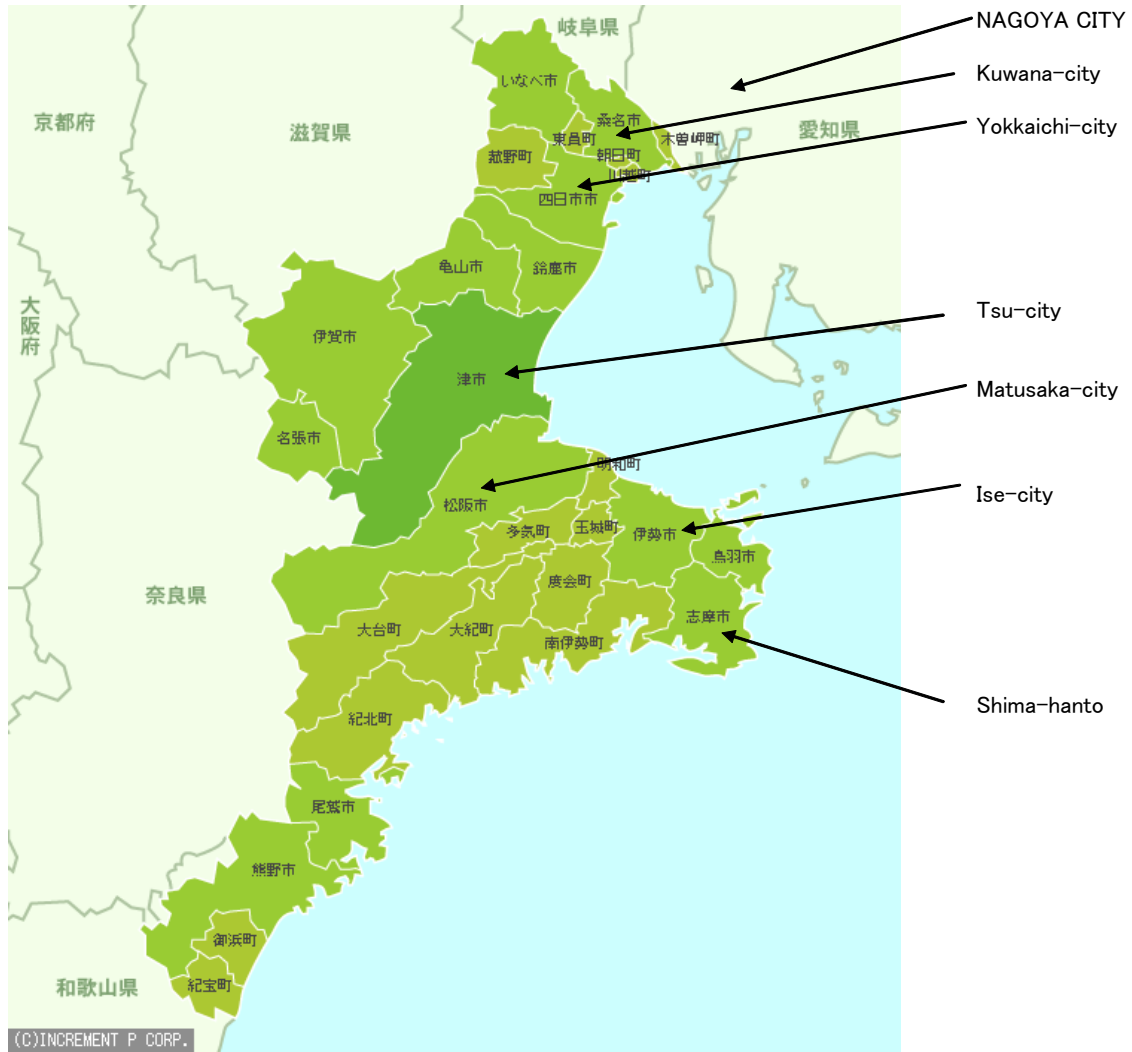 NAGOYA CITY
岐阜県
Kuwana-city
いなべ市
京都府
滋賀県
桑名市
Yokkaichi-city
愛知県
東員町
木曽岬町
菰野町
朝日町
川越町
四日市市
亀山市
鈴鹿市
大阪府
Tsu-city
伊賀市
津市
Matusaka-city
名張市
明和町
Ise-city
松阪市
多気町
玉城町
伊勢市
鳥羽市
奈良県
度会町
志摩市
大台町
大紀町
南伊勢町
Shima-hanto
紀北町
尾鷲市
熊野市
御浜町
紀宝町
和歌山県
(C)INCREMENT P CORP.